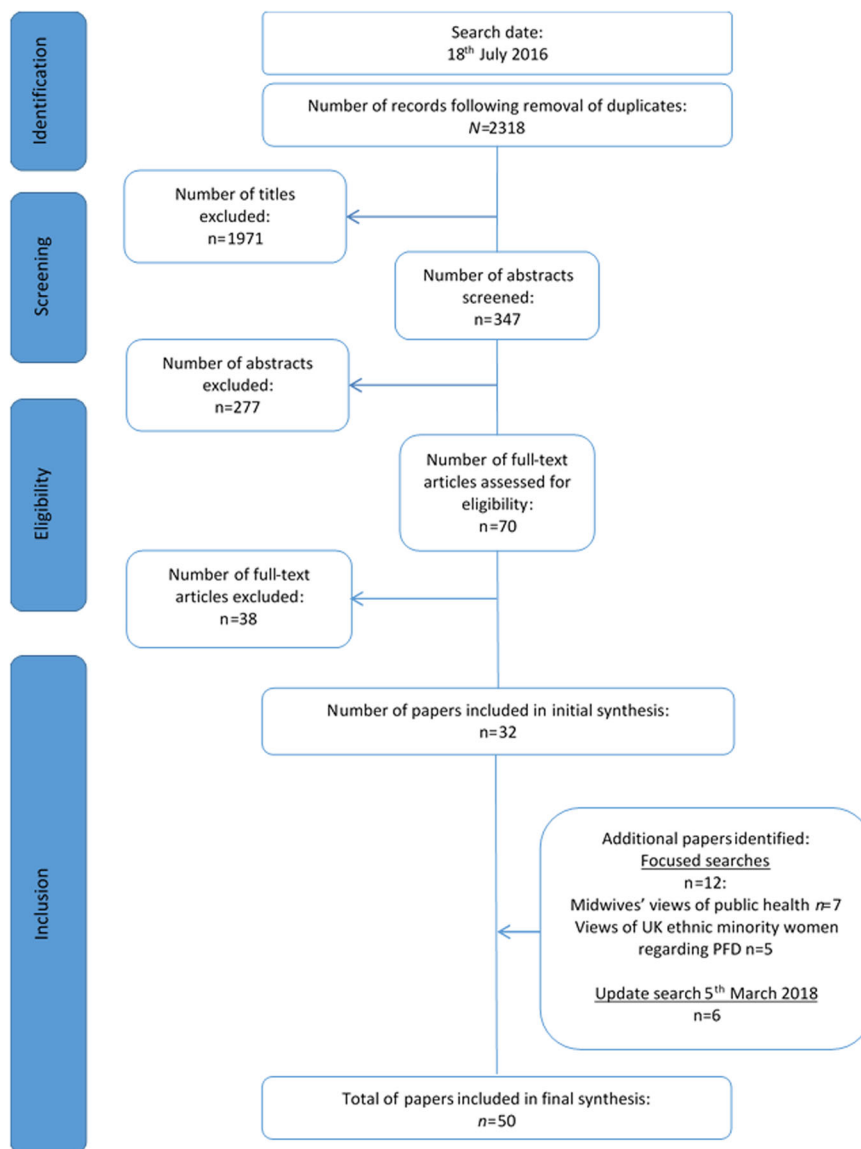 Identification
Search date:
18th July 2016
Number of records following removal of duplicates:
N=2318
Screening
Number of titles
excluded:
n=1971
Number of abstracts
screened:
n=347
Number of abstracts
excluded:
n=277
Eligibility
Number of full-text
articles assessed for
eligibility:
n=70
Number of full-text
articles excluded:
n=38
Inclusion
Number of papers included in initial synthesis:
n=32
Additional papers identified:
Focused searches
n=12:
Midwives’ views of public health n=7
Views of UK ethnic minority women
regarding PFD n=5
Update search 5th March 2018
n=6
Total of papers included in final synthesis:
n=50